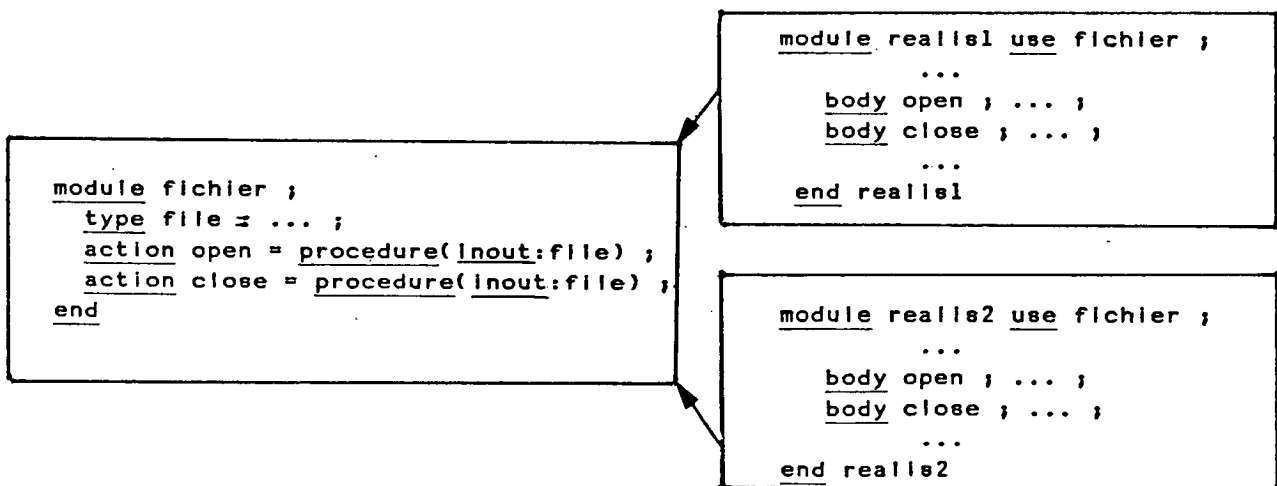 module fichier ;
type file = ... ;
action open = procedure(inout:file) ;
action close = procedure(inout:file) ;
end
module realis1 use fichier ;
...
body open ; ... ;
body close ; ... ;
...
end realis1
module realis2 use fichier ;
...
body open ; ... ;
body close ; ... ;
...
end realis2